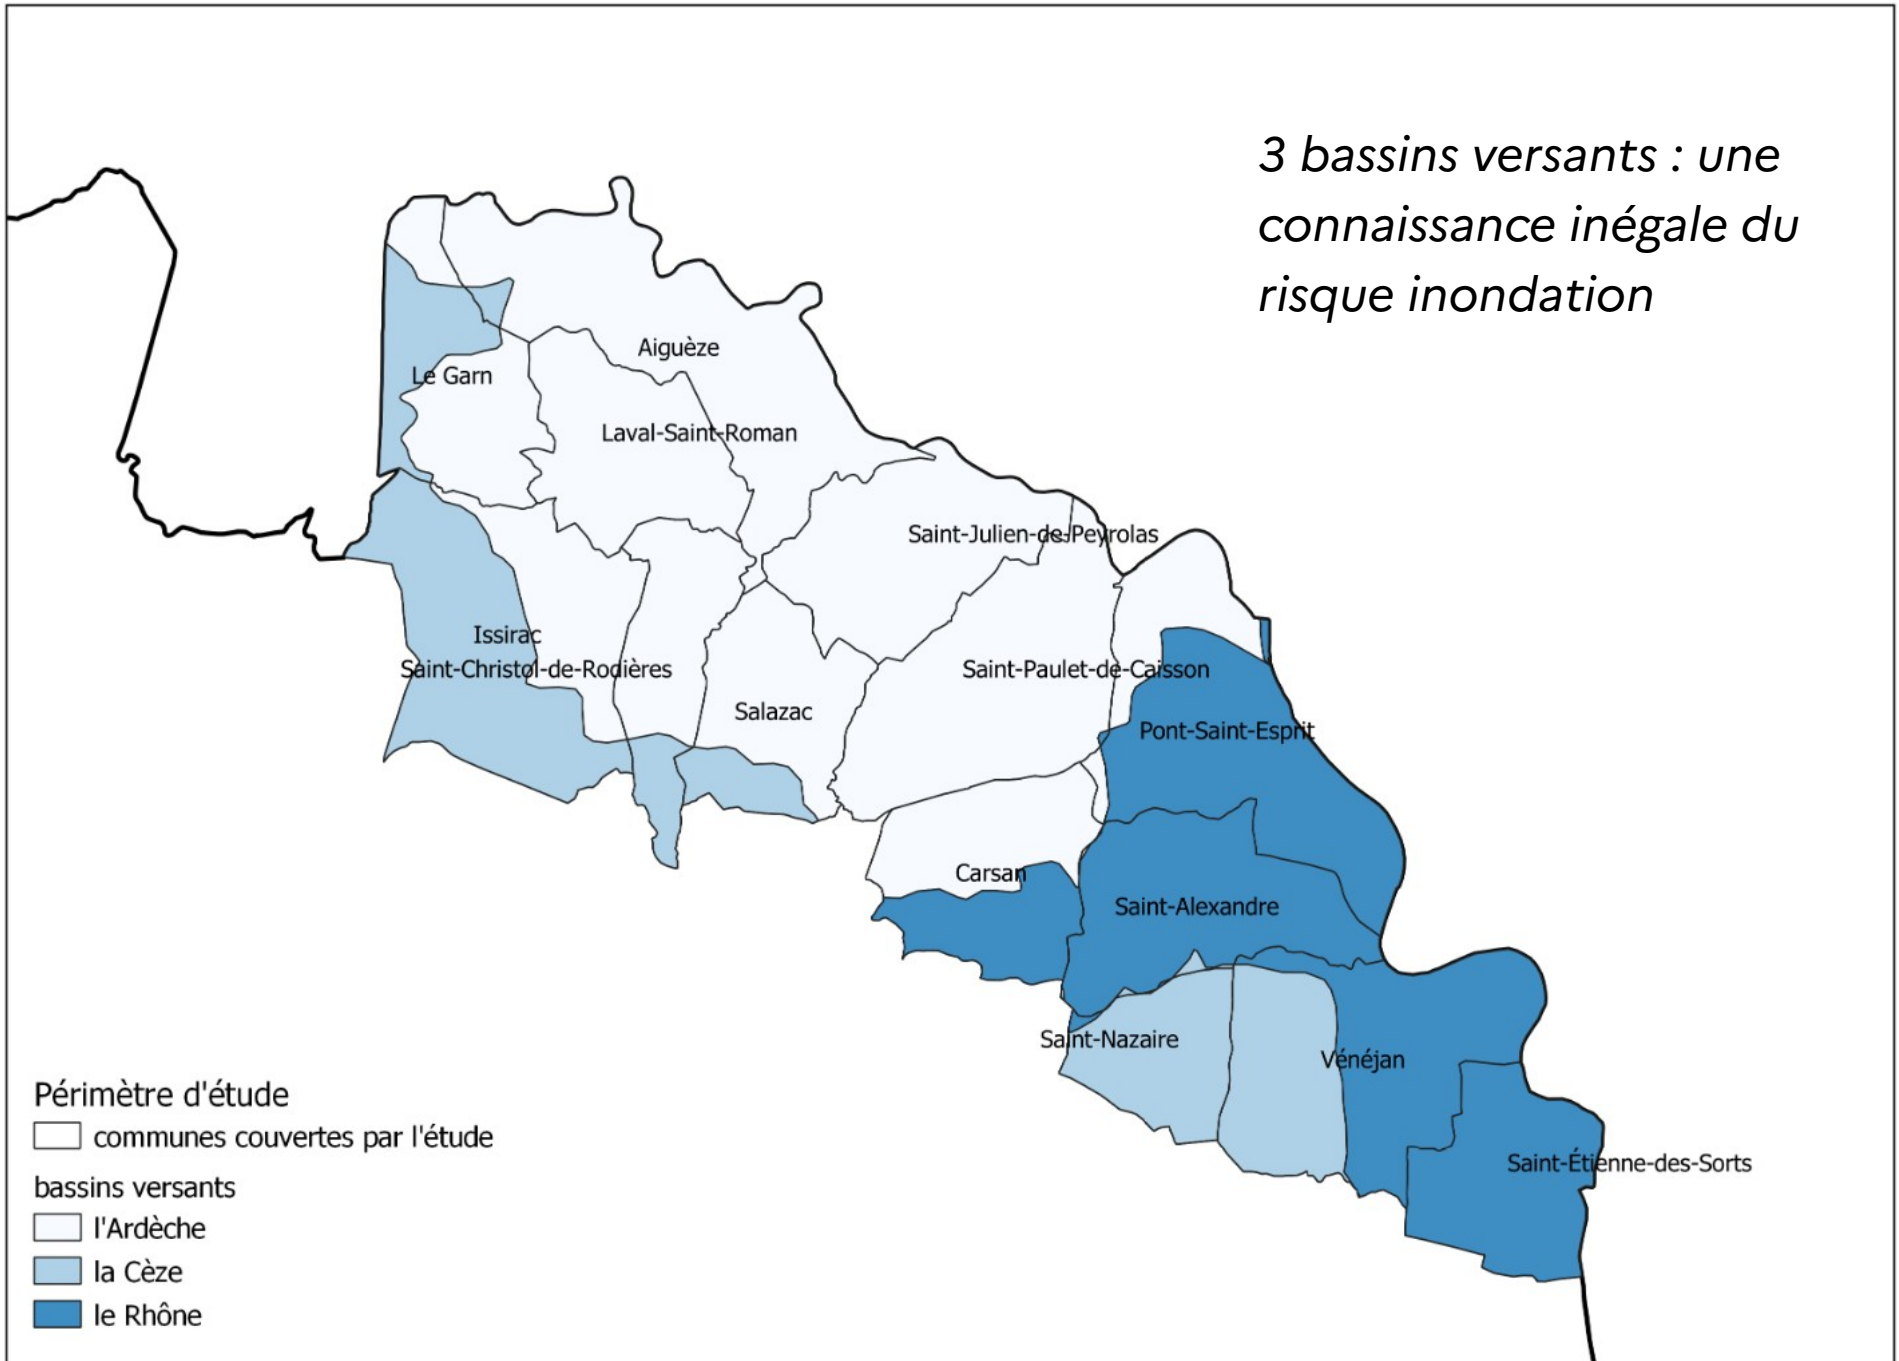 3 bassins versants : une
connaissance inégale du
risque inondation
Aiguèze
Le Garn
Laval-Saint-Roman
Saint-Julien-de-Peyrolas
Issirac
Saint-Christol-de-Rodières
Saint-Paulet-de-Caisson
Salazac
Pont-Saint-Esprit
Carsan
Saint-Alexandre
Saint-Nazaire
Vénéjan
Saint-Étienne-des-Sorts
Périmètre d'étude
communes couvertes par l'étude
bassins versants
l'Ardèche
la Cèze
le Rhône